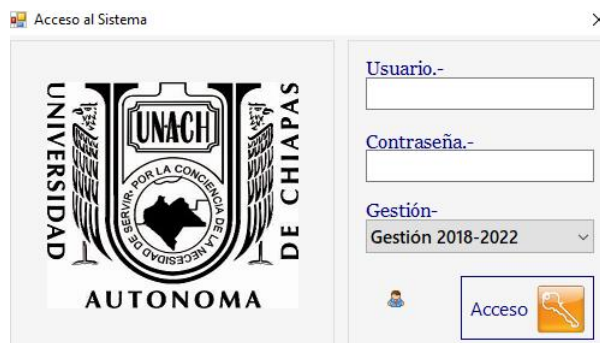 Acceso al Sistema
UNIVERSIDAD
UNACH
POR LA CONCIENCIA DE LA NECESIDAD DE SERVIR
DE CHIAPAS
AUTONOMA
Usuario.-
Contraseña.-
Gestión-
Gestión 2018-2022
Acceso